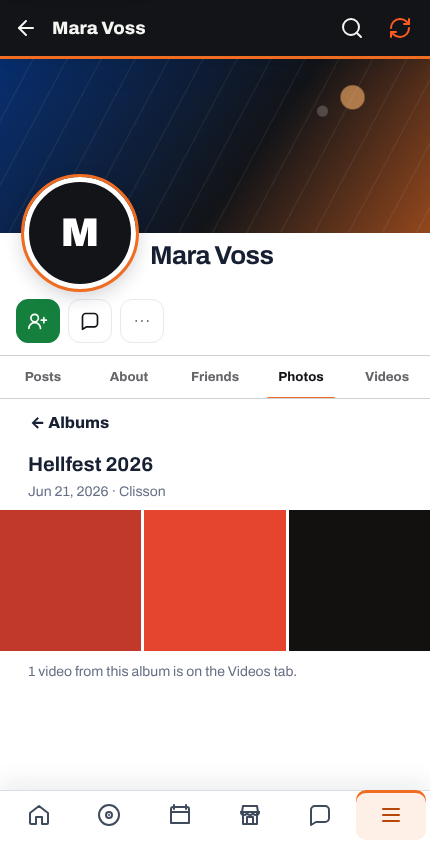 Mara Voss
M
Mara Voss
Posts About Friends Photos Videos
← Albums
Hellfest 2026
Jun 21, 2026 · Clisson
1 video from this album is on the Videos tab.